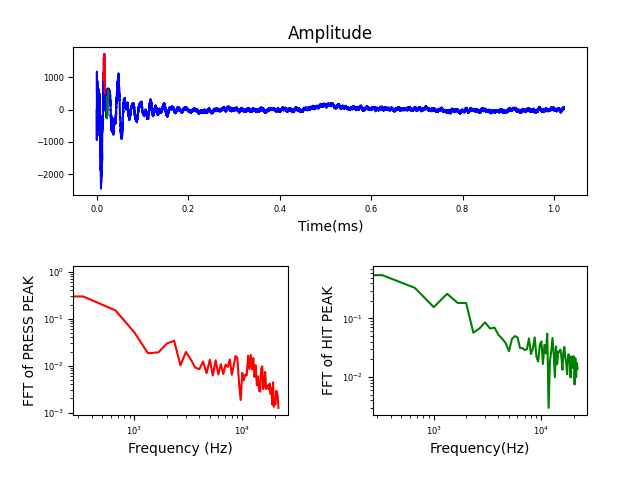 Amplitude
1000
0
−1000
−2000
0.0 0.2 0.4 0.6 0.8 1.0
Time(ms)
FFT of PRESS PEAK
10⁰
10⁻¹
10⁻²
10⁻³
10³ 10⁴
Frequency (Hz)
FFT of HIT PEAK
10⁻¹
10⁻²
10³ 10⁴
Frequency(Hz)